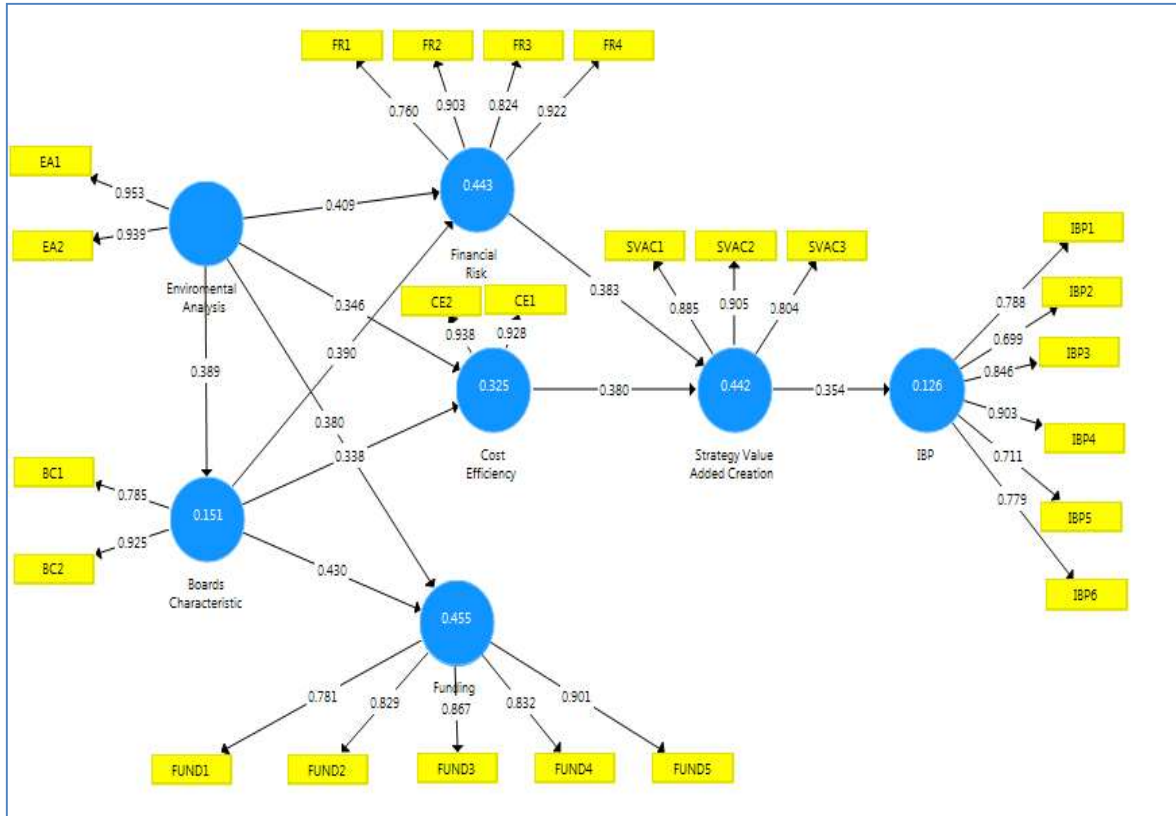 FR1
FR2
FR3
FR4
0.760
0.903
0.824
0.922
EA1
0.953
EA2
0.939
Enviromental
Analysis
0.409
0.443
Financial
Risk
0.346
0.389
0.390
0.380
CE2
CE1
0.938
0.928
0.383
SVAC1
SVAC2
SVAC3
0.885
0.905
0.804
0.325
Cost
Efficiency
0.380
0.442
Strategy Value
Added Creation
0.354
0.126
IBP
IBP1
0.788
IBP2
0.699
IBP3
0.846
0.903
IBP4
0.711
IBP5
0.779
IBP6
BC1
0.785
BC2
0.925
0.151
Boards
Characteristic
0.338
0.430
0.455
Funding
0.781
0.829
0.867
0.832
0.901
FUND1
FUND2
FUND3
FUND4
FUND5